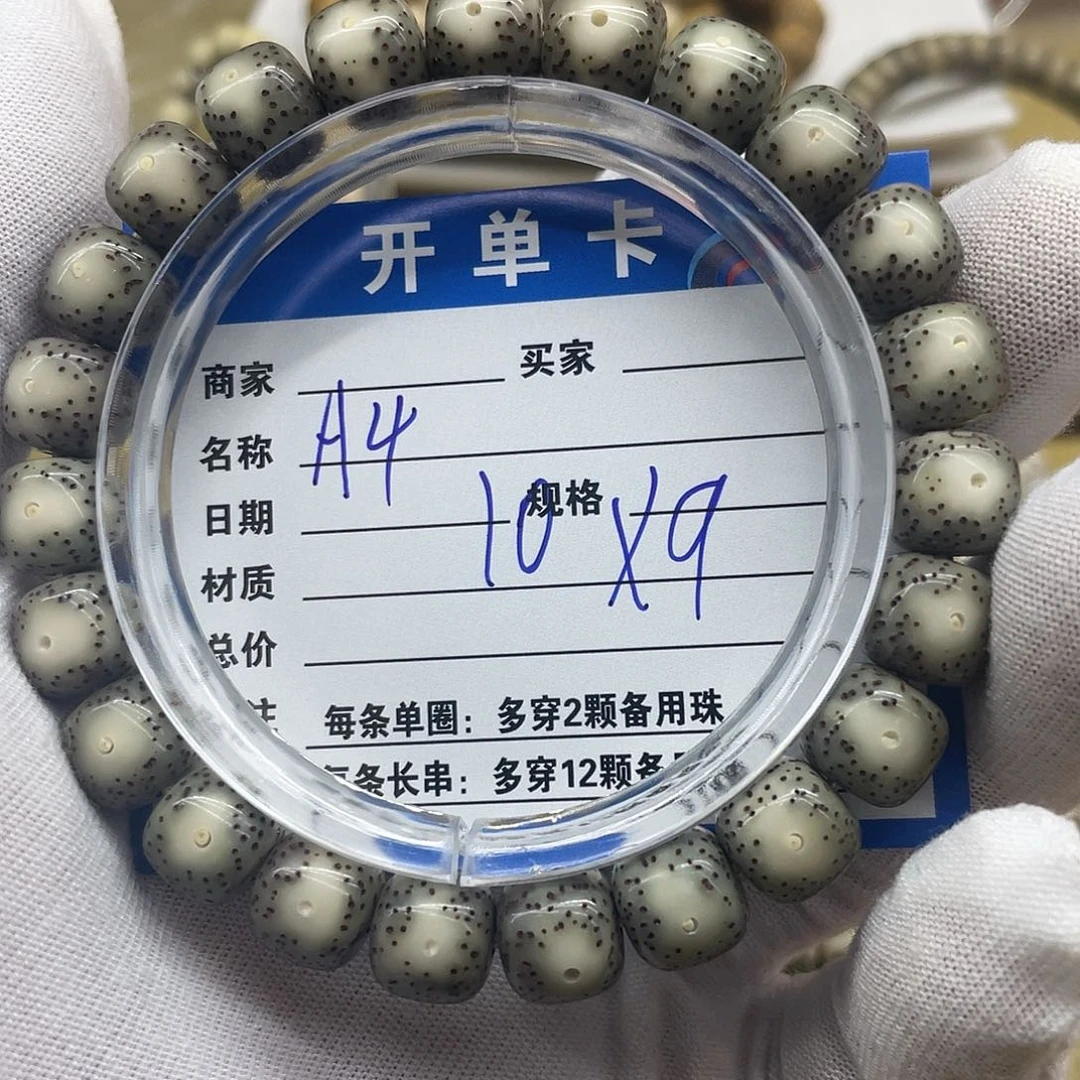 开单卡
商家 买家
名称 A4
日期 规格 10X9
材质
总价
注 每条单圈：多穿2颗备用珠
每条长串：多穿12颗备